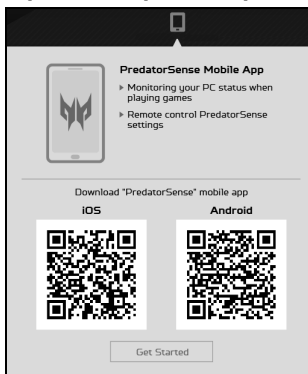 PredatorSense Mobile App
Monitoring your PC status when
playing games
Remote control PredatorSense
settings
Download "PredatorSense" mobile app
iOS
Android
Get Started